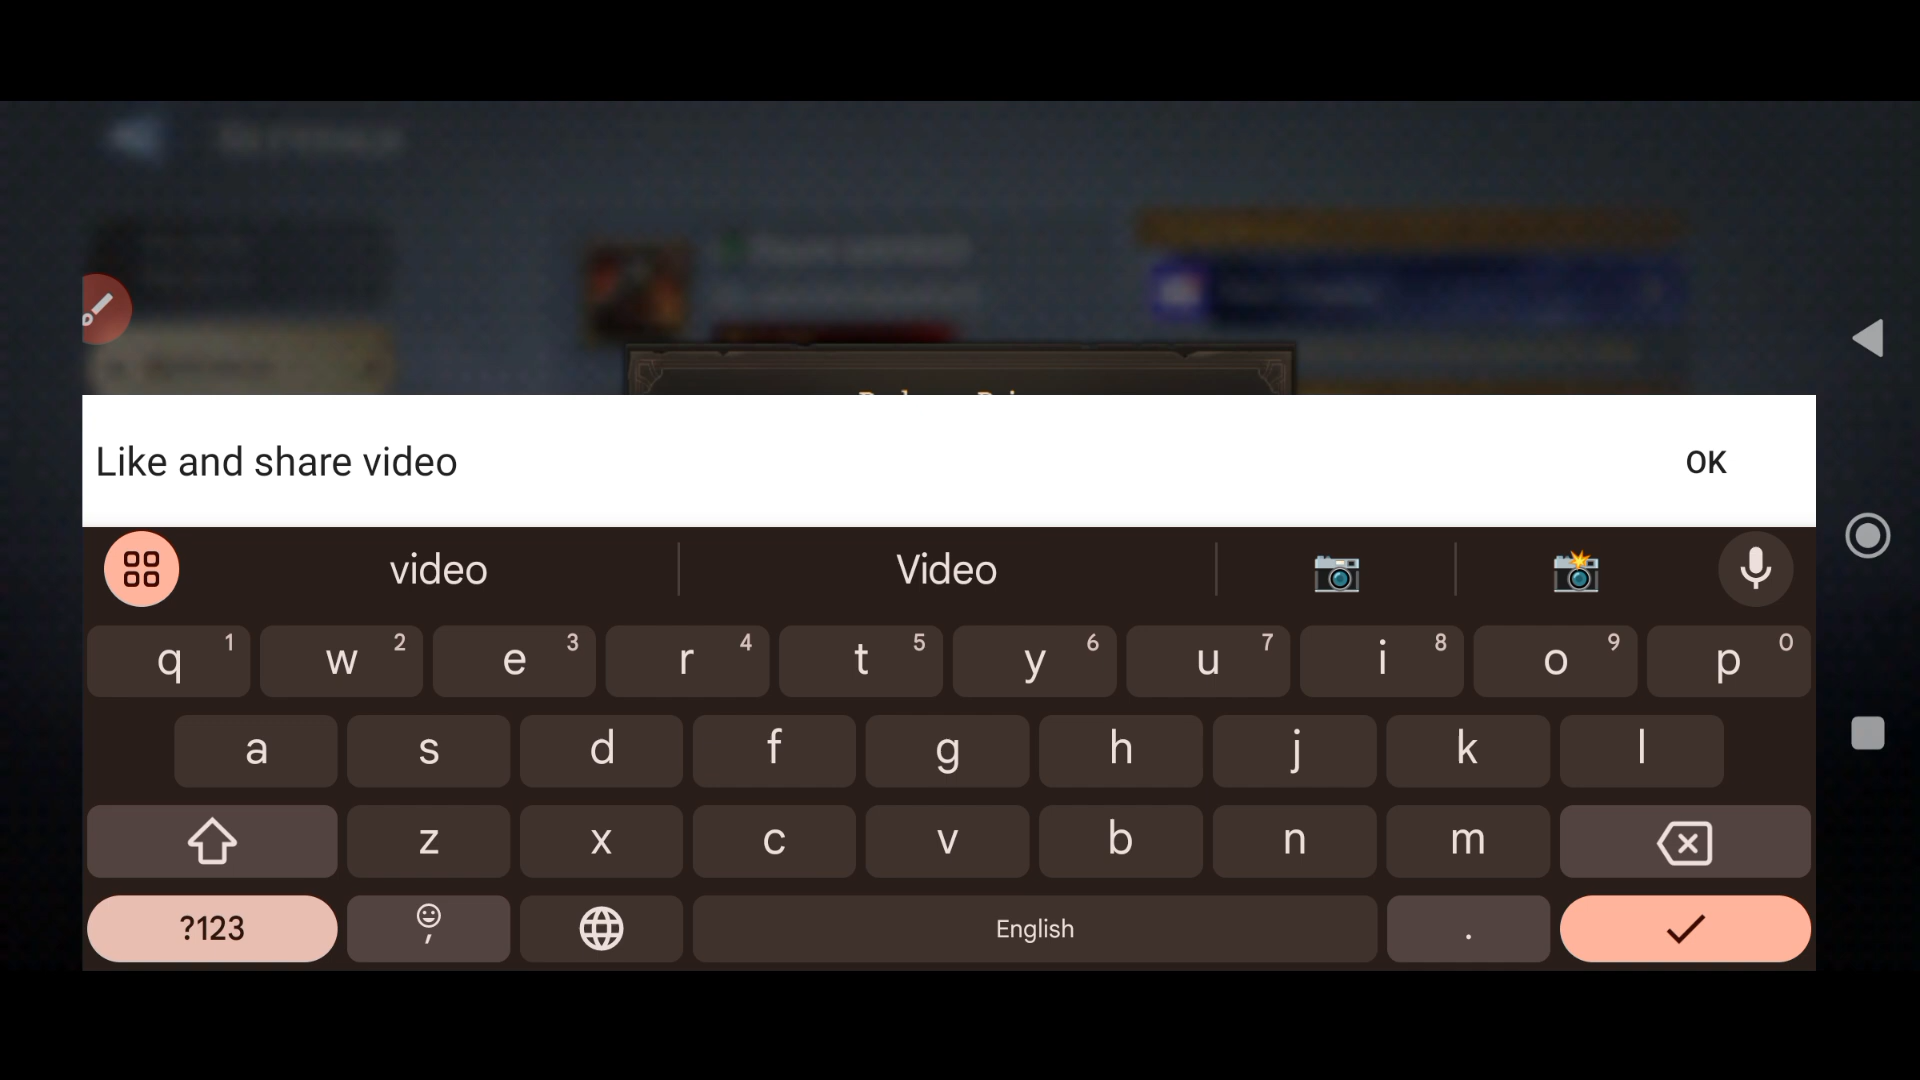 Like and share video
OK
video
Video
q 1 w 2 e 3 r 4 t 5 y 6 u 7 i 8 o 9 p 0
a s d f g h j k l
z x c v b n m
?123 , English .